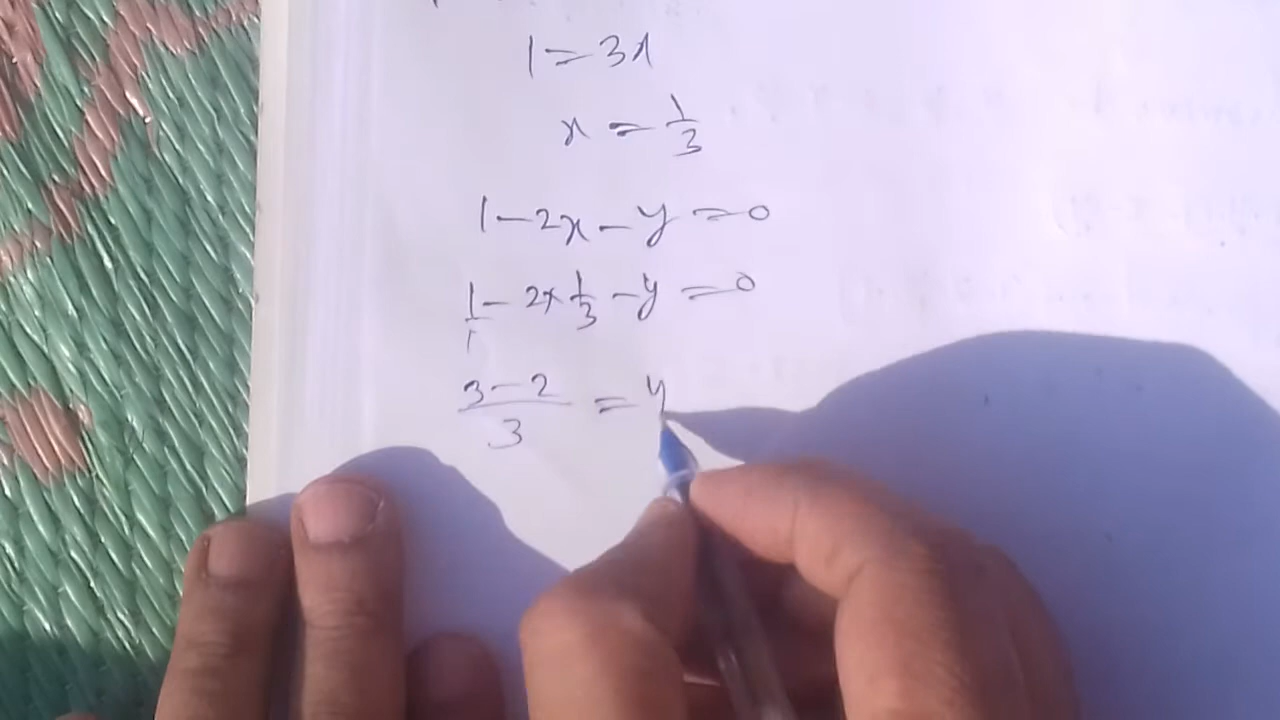 1 = 3x
x = 1/3
1 - 2x - y = 0
1/1 - 2 × 1/3 - y = 0
3 - 2 / 3 = y